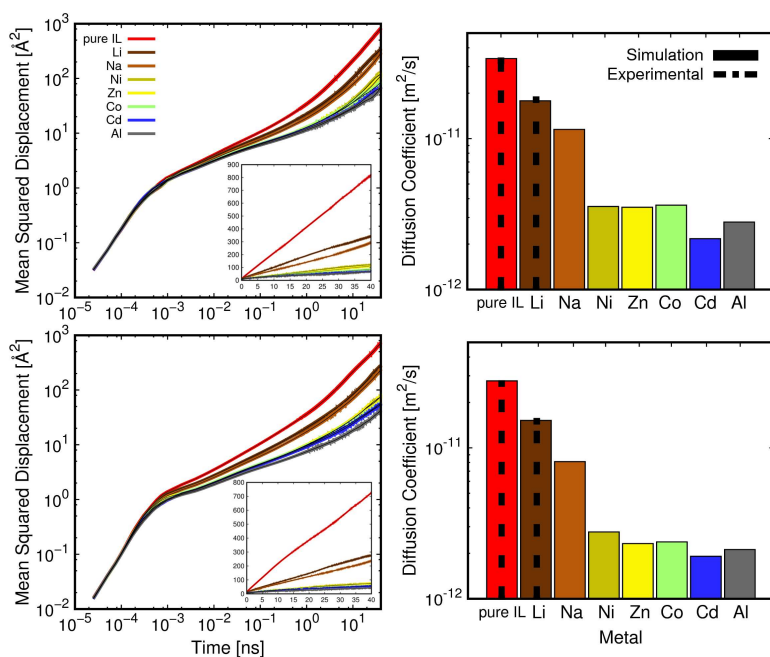 Mean Squared Displacement [Å²]
10³
10²
10¹
10⁰
10⁻¹
10⁻²
pure IL
Li
Na
Ni
Zn
Co
Cd
Al
900
800
700
600
500
400
300
200
100
0
0 5 10 15 20 25 30 35 40
10⁻⁵ 10⁻⁴ 10⁻³ 10⁻² 10⁻¹ 10⁰ 10¹
Diffusion Coefficient [m²/s]
10⁻¹¹
10⁻¹²
Simulation
Experimental
pure IL Li Na Ni Zn Co Cd Al
Mean Squared Displacement [Å²]
10³
10²
10¹
10⁰
10⁻¹
10⁻²
800
700
600
500
400
300
200
100
0
0 5 10 15 20 25 30 35 40
10⁻⁵ 10⁻⁴ 10⁻³ 10⁻² 10⁻¹ 10⁰ 10¹
Time [ns]
Diffusion Coefficient [m²/s]
10⁻¹¹
10⁻¹²
pure IL Li Na Ni Zn Co Cd Al
Metal